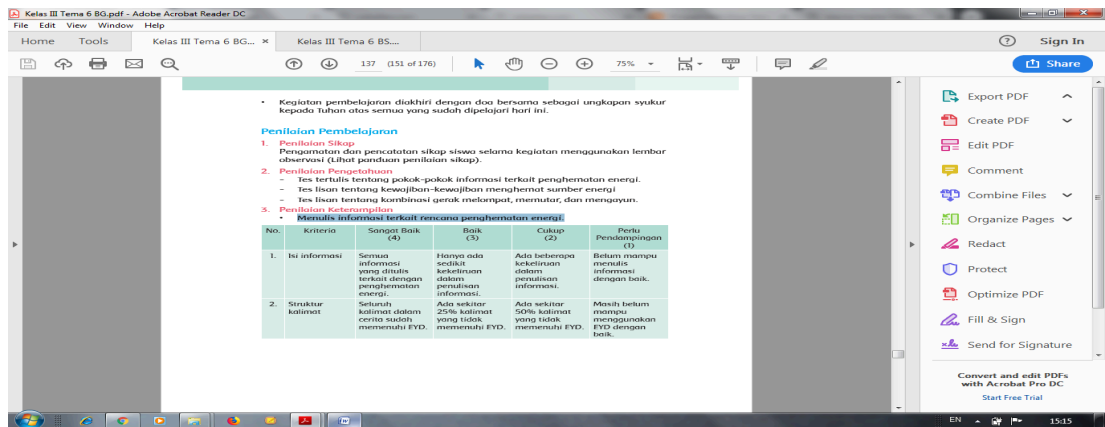 Kelas III Tema 6 BG.pdf - Adobe Acrobat Reader DC
File Edit View Window Help
Home Tools Kelas III Tema 6 BG... × Kelas III Tema 6 BS.... ? Sign In
137 (151 of 176) 75% Share
• Kegiatan pembelajaran diakhiri dengan doa bersama sebagai ungkapan syukur
kepada Tuhan atas semua yang sudah dipelajari hari ini.
Penilaian Pembelajaran
1. Penilaian Sikap
Pengamatan dan pencatatan sikap siswa selama kegiatan menggunakan lembar
observasi (Lihat panduan penilaian sikap).
2. Penilaian Pengetahuan
- Tes tertulis tentang pokok-pokok informasi terkait penghematan energi.
- Tes lisan tentang kewajiban-kewajiban menghemat sumber energi
- Tes lisan tentang kombinasi gerak melompat, memutar, dan mengayun.
3. Penilaian Keterampilan
• Menulis informasi terkait rencana penghematan energi.
No. Kriteria Sangat Baik Baik Cukup Perlu
(4) (3) (2) Pendampingan
(1)
1. Isi informasi Semua Hanya ada Ada beberapa Belum mampu
informasi sedikit kekeliruan menulis
yang ditulis kekeliruan dalam informasi
terkait dengan dalam penulisan dengan baik.
penghematan penulisan informasi.
energi. informasi.
2. Struktur Seluruh Ada sekitar Ada sekitar Masih belum
kalimat kalimat dalam 25% kalimat 50% kalimat mampu
cerita sudah yang tidak yang tidak menggunakan
memenuhi EYD. memenuhi EYD. memenuhi EYD. EYD dengan
baik.
Export PDF
Create PDF
Edit PDF
Comment
Combine Files
Organize Pages
Redact
Protect
Optimize PDF
Fill & Sign
Send for Signature
Convert and edit PDFs
with Acrobat Pro DC
Start Free Trial
EN 15:15